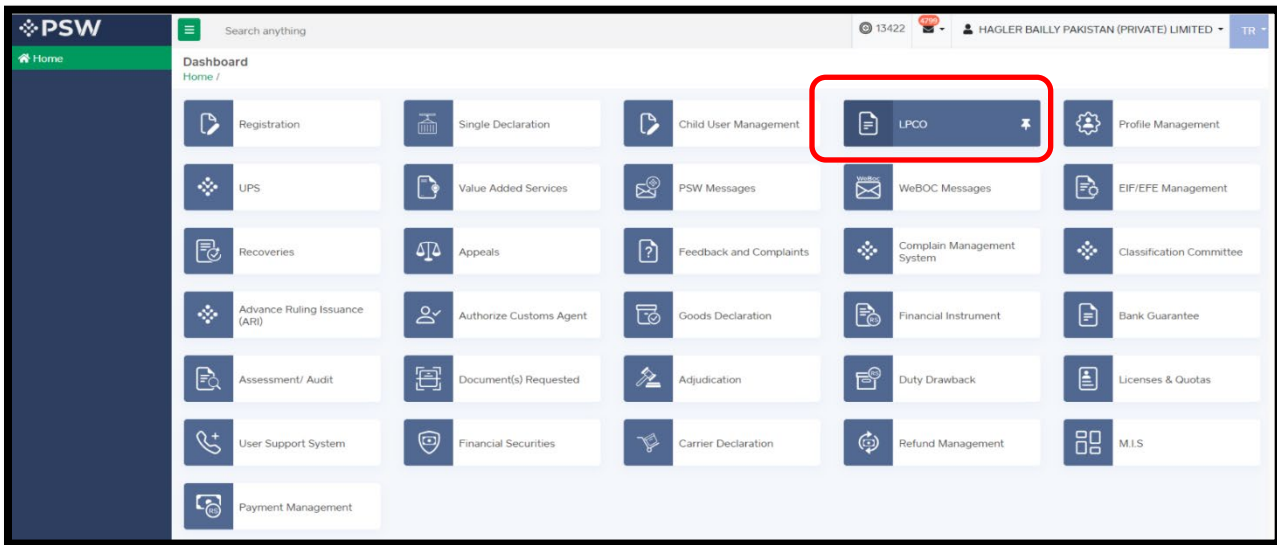 PSW
Search anything
13422
4798
HAGLER BAILLY PAKISTAN (PRIVATE) LIMITED
TR
Home
Dashboard
Home /
Registration
Single Declaration
Child User Management
LPCO
Profile Management
UPS
Value Added Services
PSW Messages
WeBOC
WeBOC Messages
EIF/EFE Management
Recoveries
Appeals
Feedback and Complaints
Complain Management
System
Classification Committee
Advance Ruling Issuance
(ARI)
Authorize Customs Agent
Goods Declaration
RS
Financial Instrument
Bank Guarantee
Assessment/ Audit
Document(s) Requested
Adjudication
RS
Duty Drawback
Licenses & Quotas
User Support System
Financial Securities
Carrier Declaration
Refund Management
M.I.S
RS
Payment Management